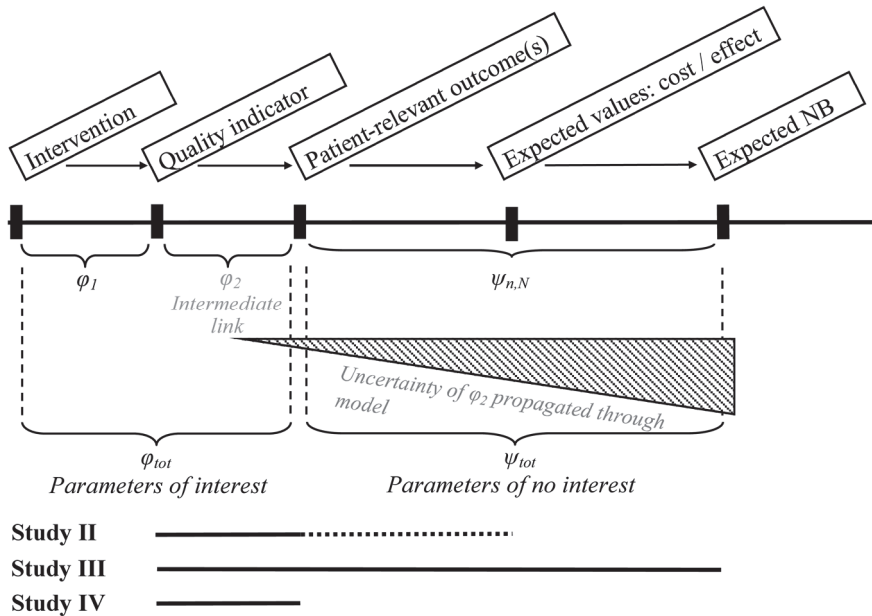 Intervention
Quality indicator
Patient-relevant outcome(s)
Expected values: cost / effect
Expected NB
φ1
φ2
Intermediate
link
ψn,N
Uncertainty of φ2 propagated through
model
φtot
Parameters of interest
ψtot
Parameters of no interest
Study II
Study III
Study IV